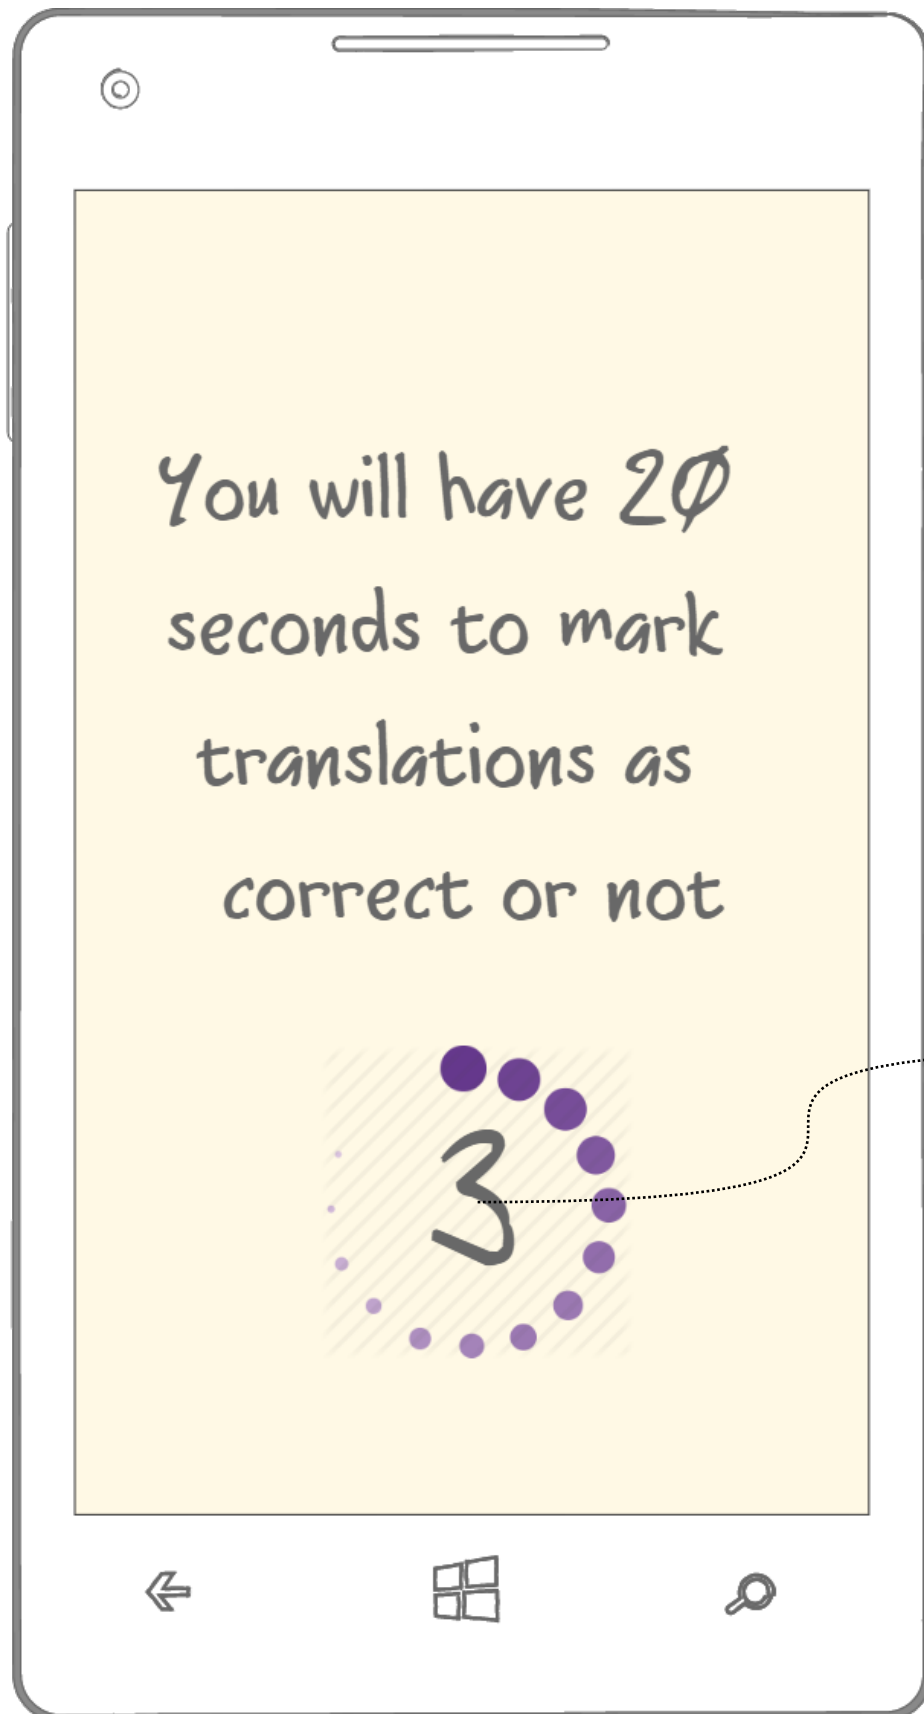 You will have 20
seconds to mark
translations as
correct or not
3